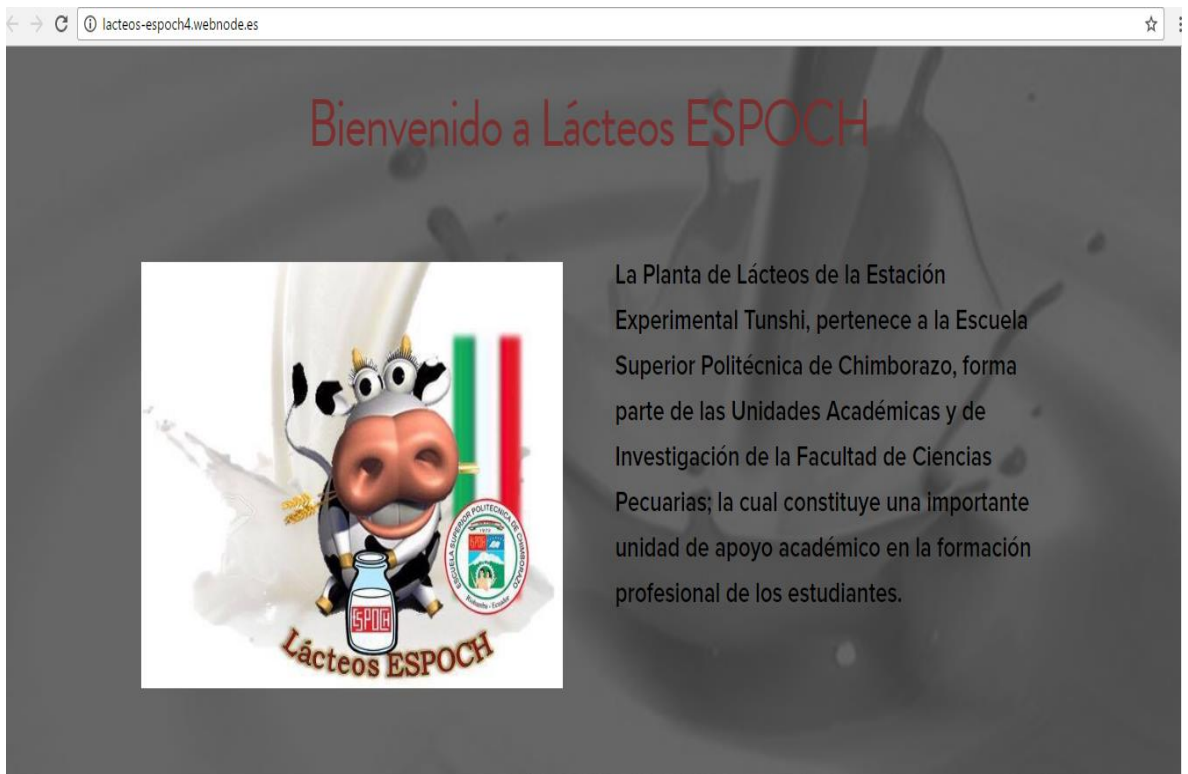 lacteos-espoch4.webnode.es
Bienvenido a Lácteos ESPOCH
La Planta de Lácteos de la Estación
Experimental Tunshi, pertenece a la Escuela
Superior Politécnica de Chimborazo, forma
parte de las Unidades Académicas y de
Investigación de la Facultad de Ciencias
Pecuarias; la cual constituye una importante
unidad de apoyo académico en la formación
profesional de los estudiantes.
ESCUELA SUPERIOR POLITECNICA DE CHIMBORAZO
ESPOCH
Lácteos ESPOCH